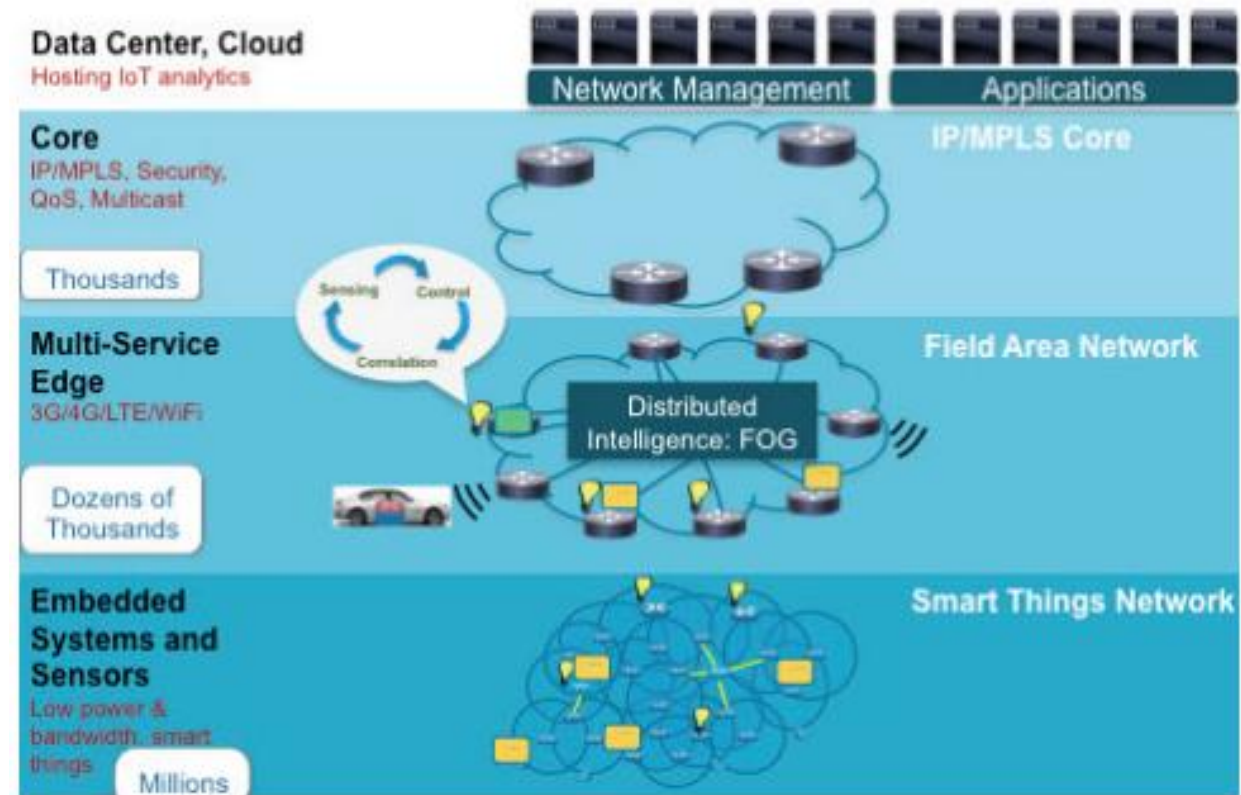 Data Center, Cloud
Hosting IoT analytics
Network Management
Applications
Core
IP/MPLS, Security,
QoS, Multicast
IP/MPLS Core
Thousands
Sensing
Control
Correlation
Multi-Service
Edge
3G/4G/LTE/WiFi
Field Area Network
Distributed
Intelligence: FOG
Dozens of
Thousands
Embedded
Systems and
Sensors
Low power &
bandwidth, smart
things
Smart Things Network
Millions